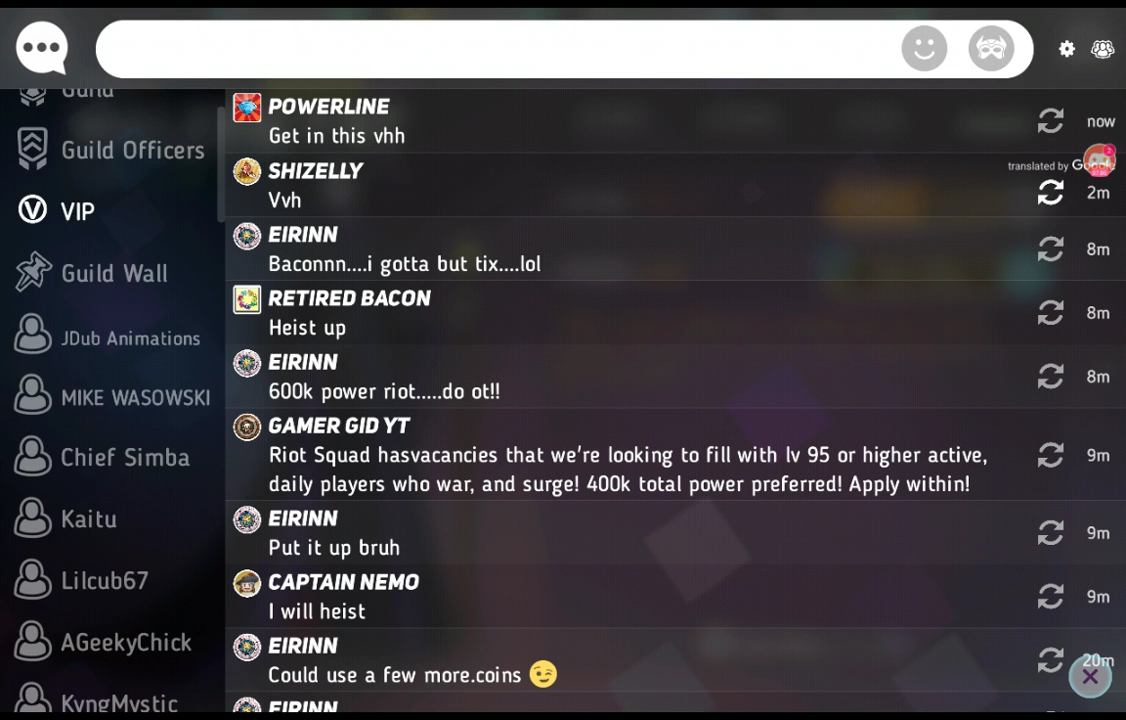 Guild
Guild Officers
VIP
Guild Wall
JDub Animations
MIKE WASOWSKI
Chief Simba
Kaitu
Lilcub67
AGeekyChick
KvngMystic
POWERLINE
Get in this vhh
now
SHIZELLY
translated by Google
Vvh
2m
EIRINN
Baconnn....i gotta but tix....lol
8m
RETIRED BACON
Heist up
8m
EIRINN
600k power riot.....do ot!!
8m
GAMER GID YT
Riot Squad hasvacancies that we're looking to fill with lv 95 or higher active,
daily players who war, and surge! 400k total power preferred! Apply within!
9m
EIRINN
Put it up bruh
9m
CAPTAIN NEMO
I will heist
9m
EIRINN
Could use a few more.coins 😉
20m
EIRINN